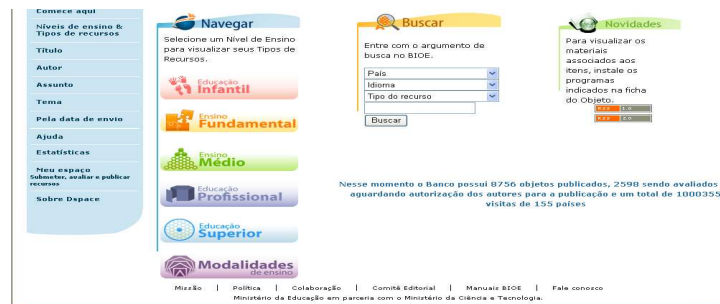 Comece aqui
Níveis de ensino &
Tipos de recursos
Título
Autor
Assunto
Tema
Pela data de envio
Ajuda
Estatísticas
Meu espaço
Submeter, avaliar e publicar
recursos
Sobre Dspace
Navegar
Selecione um Nível de Ensino
para visualizar seus Tipos de
Recursos.
Educação
Infantil
Ensino
Fundamental
Ensino
Médio
Educação
Profissional
Educação
Superior
Modalidades
de ensino
Buscar
Entre com o argumento de
busca no BIOE.
País
Idioma
Tipo do recurso
Buscar
Novidades
Para visualizar os
materiais
associados aos
itens, instale os
programas
indicados na ficha
do Objeto.
RSS 1.0
RSS 2.0
Nesse momento o Banco possui 8756 objetos publicados, 2598 sendo avaliados
aguardando autorização dos autores para a publicação e um total de 1000355
visitas de 155 países
Missão | Política | Colaboração | Comitê Editorial | Manuais BIOE | Fale conosco
Ministério da Educação em parceria com o Ministério da Ciência e Tecnologia.